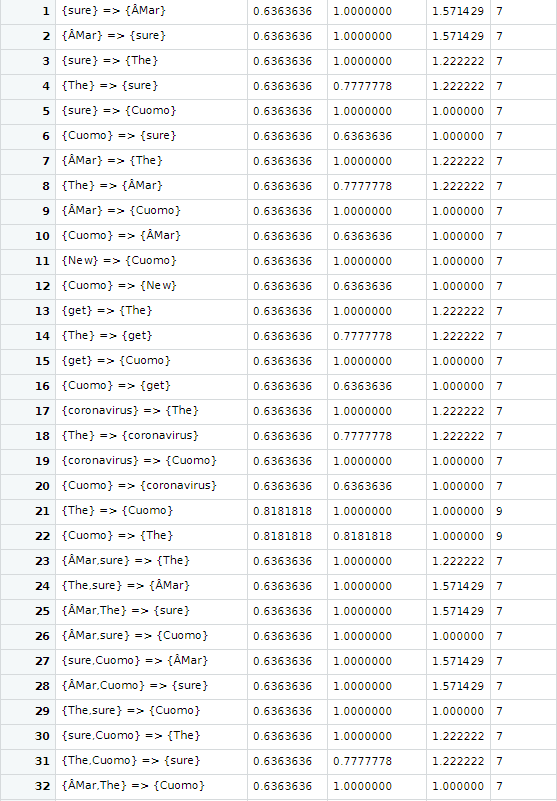 1 {sure} => {ÂMar} 0.6363636 1.0000000 1.571429 7
2 {ÂMar} => {sure} 0.6363636 1.0000000 1.571429 7
3 {sure} => {The} 0.6363636 1.0000000 1.222222 7
4 {The} => {sure} 0.6363636 0.7777778 1.222222 7
5 {sure} => {Cuomo} 0.6363636 1.0000000 1.000000 7
6 {Cuomo} => {sure} 0.6363636 0.6363636 1.000000 7
7 {ÂMar} => {The} 0.6363636 1.0000000 1.222222 7
8 {The} => {ÂMar} 0.6363636 0.7777778 1.222222 7
9 {ÂMar} => {Cuomo} 0.6363636 1.0000000 1.000000 7
10 {Cuomo} => {ÂMar} 0.6363636 0.6363636 1.000000 7
11 {New} => {Cuomo} 0.6363636 1.0000000 1.000000 7
12 {Cuomo} => {New} 0.6363636 0.6363636 1.000000 7
13 {get} => {The} 0.6363636 1.0000000 1.222222 7
14 {The} => {get} 0.6363636 0.7777778 1.222222 7
15 {get} => {Cuomo} 0.6363636 1.0000000 1.000000 7
16 {Cuomo} => {get} 0.6363636 0.6363636 1.000000 7
17 {coronavirus} => {The} 0.6363636 1.0000000 1.222222 7
18 {The} => {coronavirus} 0.6363636 0.7777778 1.222222 7
19 {coronavirus} => {Cuomo} 0.6363636 1.0000000 1.000000 7
20 {Cuomo} => {coronavirus} 0.6363636 0.6363636 1.000000 7
21 {The} => {Cuomo} 0.8181818 1.0000000 1.000000 9
22 {Cuomo} => {The} 0.8181818 0.8181818 1.000000 9
23 {ÂMar,sure} => {The} 0.6363636 1.0000000 1.222222 7
24 {The,sure} => {ÂMar} 0.6363636 1.0000000 1.571429 7
25 {ÂMar,The} => {sure} 0.6363636 1.0000000 1.571429 7
26 {ÂMar,sure} => {Cuomo} 0.6363636 1.0000000 1.000000 7
27 {sure,Cuomo} => {ÂMar} 0.6363636 1.0000000 1.571429 7
28 {ÂMar,Cuomo} => {sure} 0.6363636 1.0000000 1.571429 7
29 {The,sure} => {Cuomo} 0.6363636 1.0000000 1.000000 7
30 {sure,Cuomo} => {The} 0.6363636 1.0000000 1.222222 7
31 {The,Cuomo} => {sure} 0.6363636 0.7777778 1.222222 7
32 {ÂMar,The} => {Cuomo} 0.6363636 1.0000000 1.000000 7